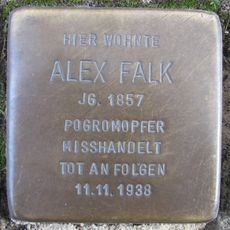 HIER WOHNTE
ALEX FALK
JG. 1857
POGROMOPFER
MISSHANDELT
TOT AN FOLGEN
11.11.1938